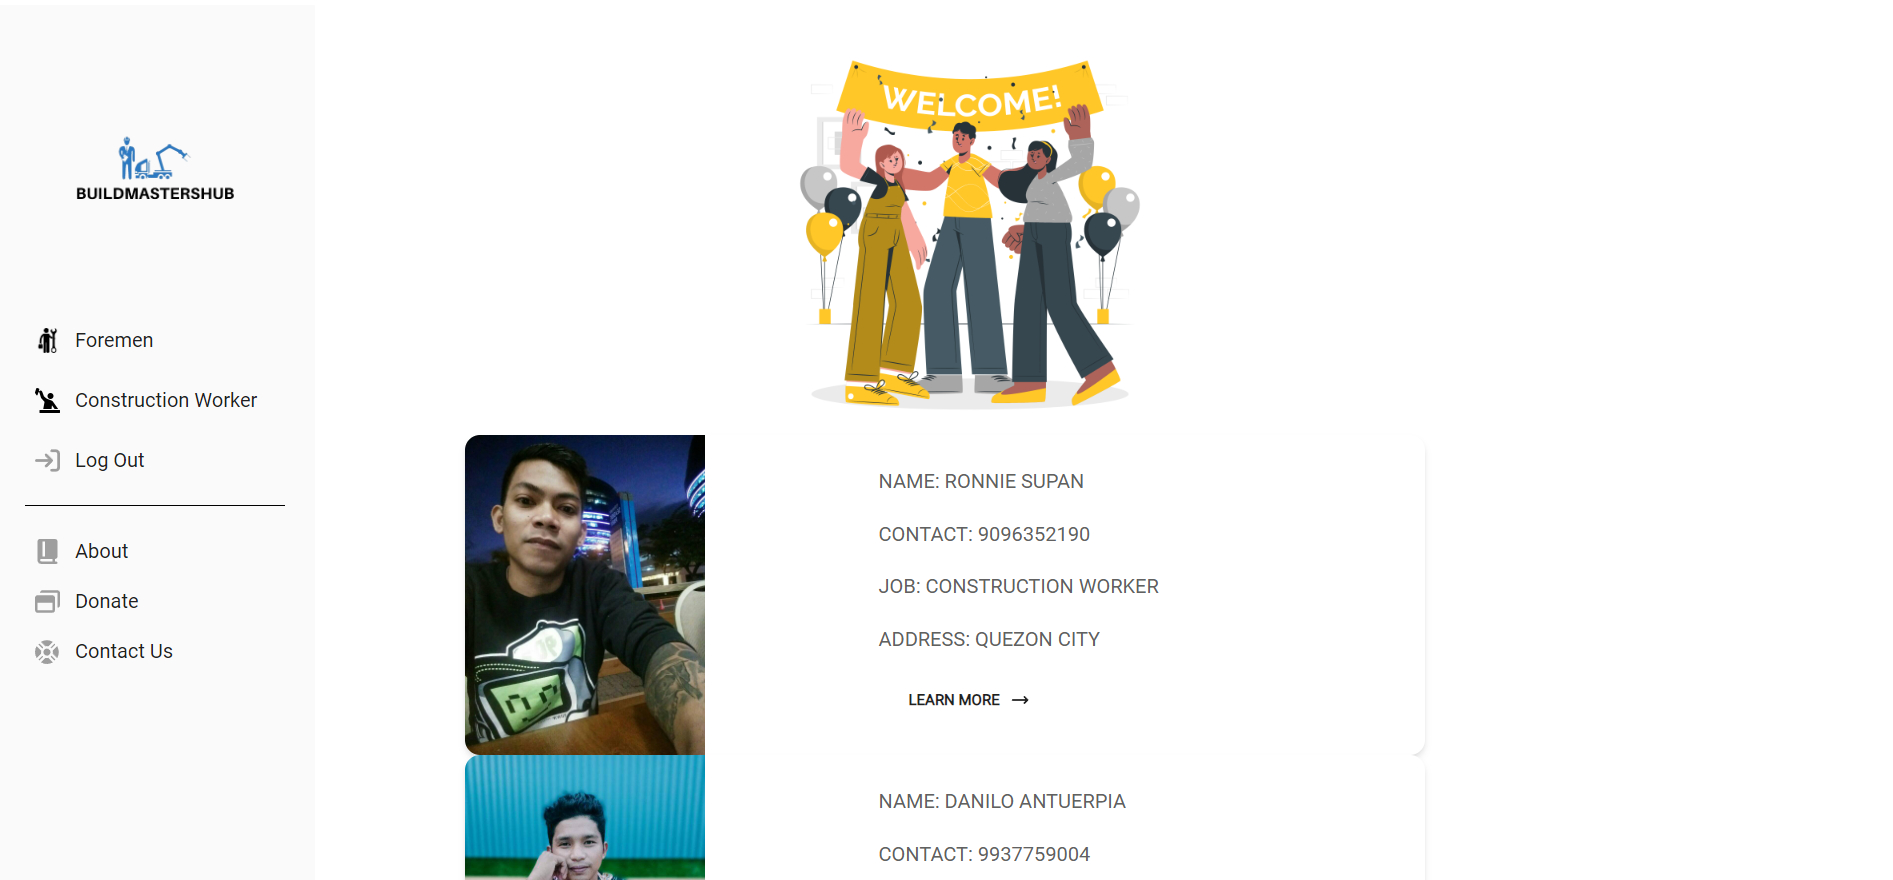 BUILDMASTERSHUB
Foremen
Construction Worker
Log Out
About
Donate
Contact Us
WELCOME!
NAME: RONNIE SUPAN
CONTACT: 9096352190
JOB: CONSTRUCTION WORKER
ADDRESS: QUEZON CITY
LEARN MORE
NAME: DANILO ANTUERPIA
CONTACT: 9937759004